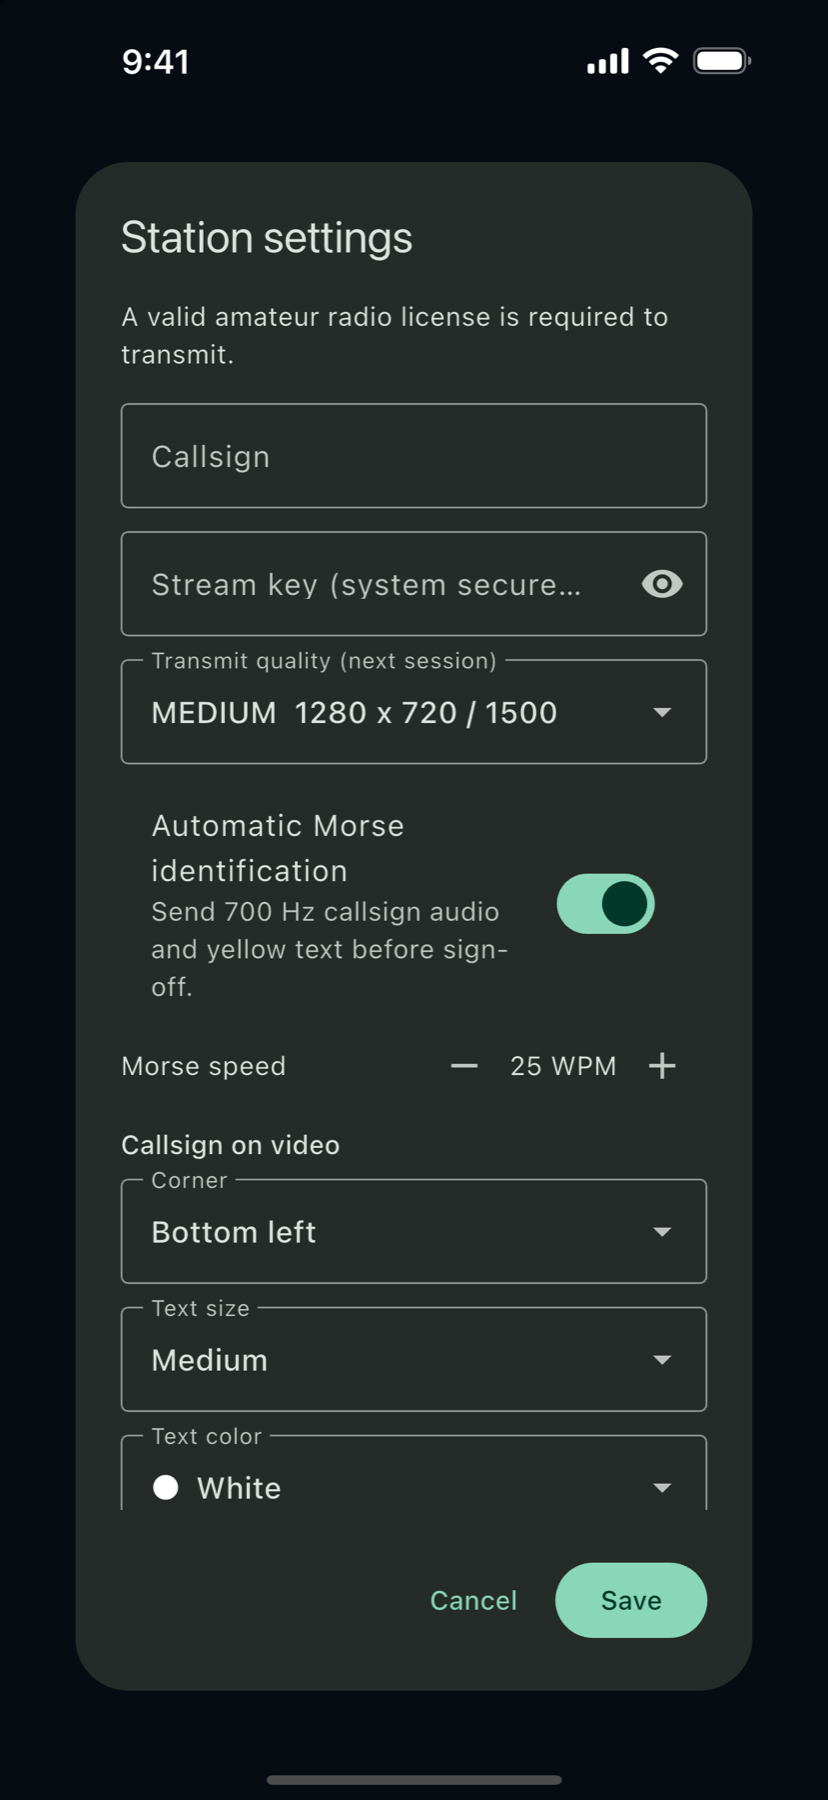 9:41
Station settings
A valid amateur radio license is required to
transmit.
Callsign
Stream key (system secure...
Transmit quality (next session)
MEDIUM  1280 x 720 / 1500
Automatic Morse
identification
Send 700 Hz callsign audio
and yellow text before sign-
off.
Morse speed — 25 WPM +
Callsign on video
Corner
Bottom left
Text size
Medium
Text color
White
Cancel Save